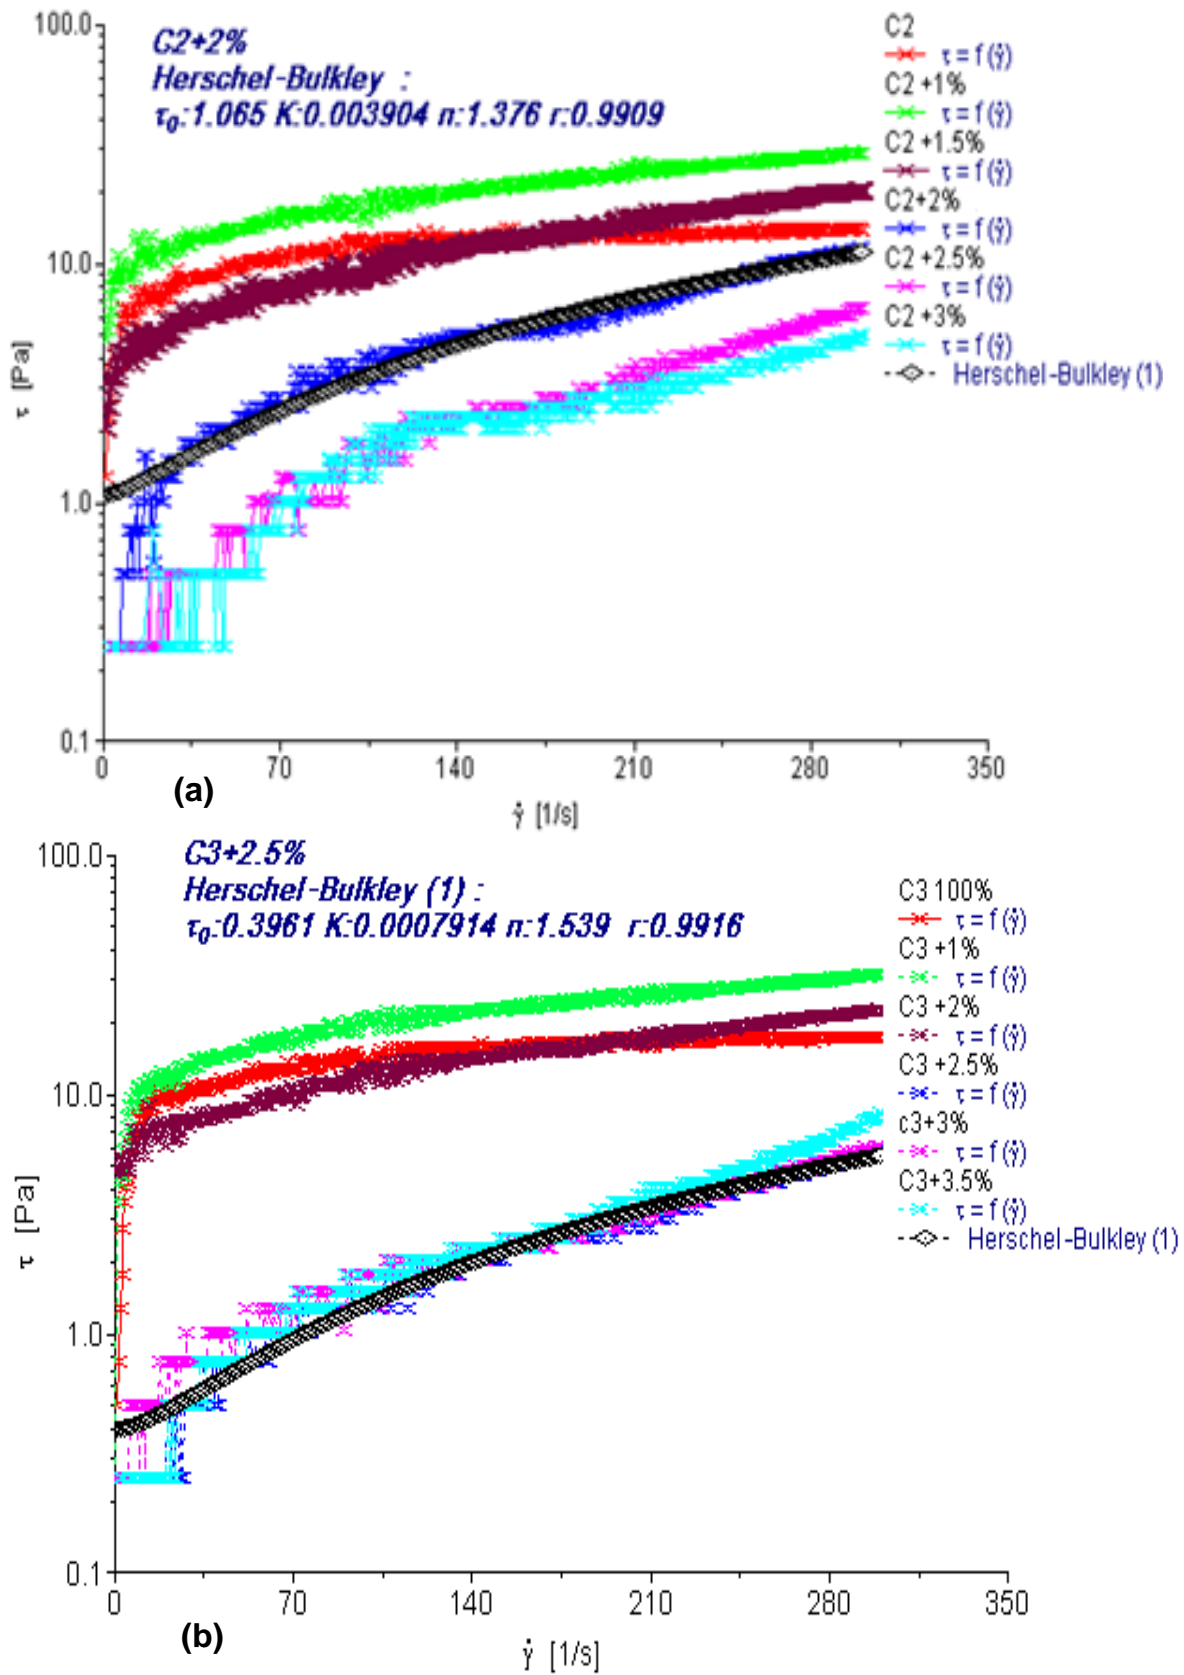 C2+2%
Herschel-Bulkley :
τ₀:1.065 K:0.003904 n:1.376 r:0.9909
100.0
10.0
1.0
0.1
τ [Pa]
0 70 140 210 280 350
γ̇ [1/s]
(a)
C2
τ = f (γ̇)
C2 +1%
τ = f (γ̇)
C2 +1.5%
τ = f (γ̇)
C2+2%
τ = f (γ̇)
C2 +2.5%
τ = f (γ̇)
C2 +3%
τ = f (γ̇)
Herschel-Bulkley (1)
C3+2.5%
Herschel-Bulkley (1) :
τ₀:0.3961 K:0.0007914 n:1.539 r:0.9916
100.0
10.0
1.0
0.1
τ [Pa]
0 70 140 210 280 350
γ̇ [1/s]
(b)
C3 100%
τ = f (γ̇)
C3 +1%
τ = f (γ̇)
C3 +2%
τ = f (γ̇)
C3 +2.5%
τ = f (γ̇)
c3+3%
τ = f (γ̇)
C3+3.5%
τ = f (γ̇)
Herschel-Bulkley (1)